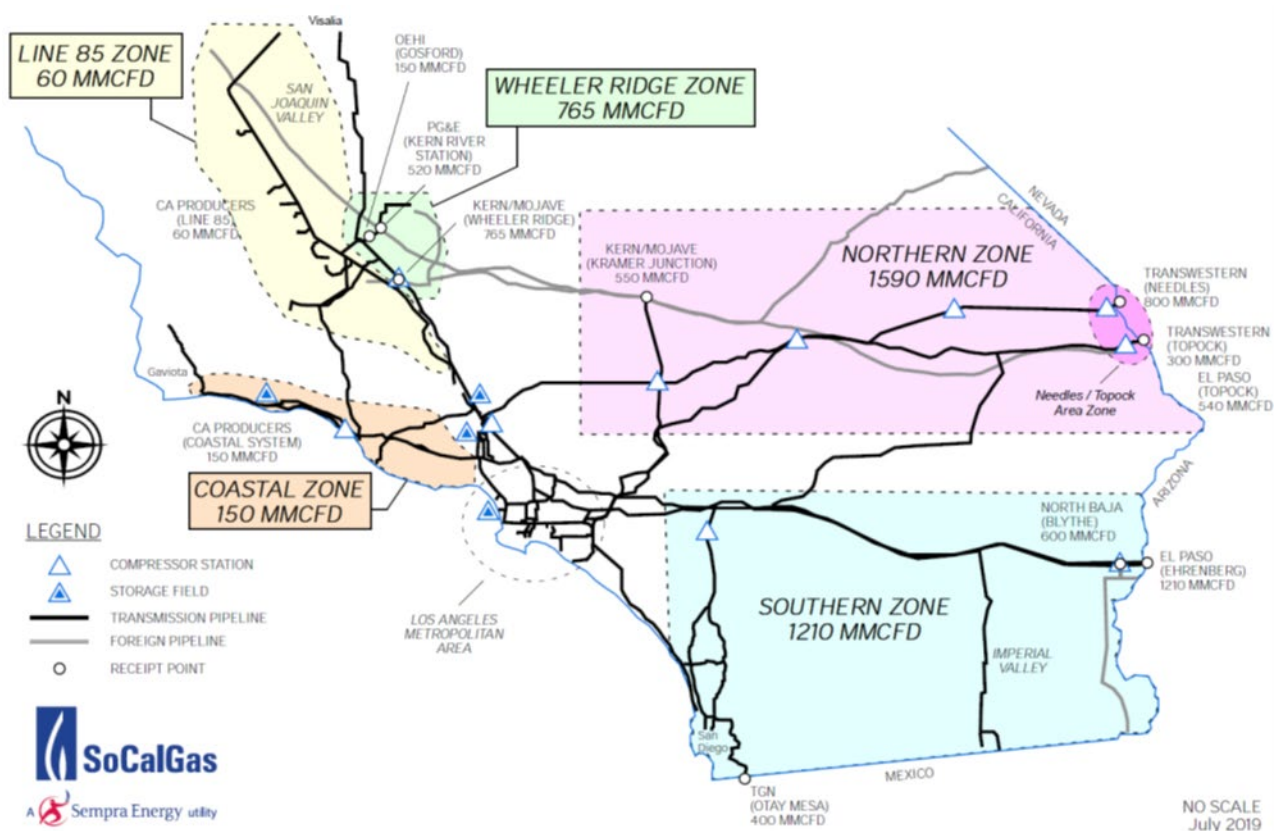 Visalia
OEHI
(GOSFORD)
150 MMCFD
LINE 85 ZONE
60 MMCFD
SAN
JOAQUIN
VALLEY
WHEELER RIDGE ZONE
765 MMCFD
PG&E
(KERN RIVER
STATION)
520 MMCFD
CA PRODUCERS
(LINE 85)
60 MMCFD
KERN/MOJAVE
(WHEELER RIDGE)
765 MMCFD
NEVADA
CALIFORNIA
KERN/MOJAVE
(KRAMER JUNCTION)
550 MMCFD
NORTHERN ZONE
1590 MMCFD
TRANSWESTERN
(NEEDLES)
800 MMCFD
TRANSWESTERN
(TOPOCK)
300 MMCFD
EL PASO
(TOPOCK)
540 MMCFD
Needles / Topock
Area Zone
Gaviota
N
CA PRODUCERS
(COASTAL SYSTEM)
150 MMCFD
COASTAL ZONE
150 MMCFD
ARIZONA
NORTH BAJA
(BLYTHE)
600 MMCFD
EL PASO
(EHRENBERG)
1210 MMCFD
LEGEND
COMPRESSOR STATION
STORAGE FIELD
TRANSMISSION PIPELINE
FOREIGN PIPELINE
RECEIPT POINT
LOS ANGELES
METROPOLITAN
AREA
SOUTHERN ZONE
1210 MMCFD
IMPERIAL
VALLEY
San
Diego
MEXICO
TGN
(OTAY MESA)
400 MMCFD
SoCalGas
A Sempra Energy utility
NO SCALE
July 2019